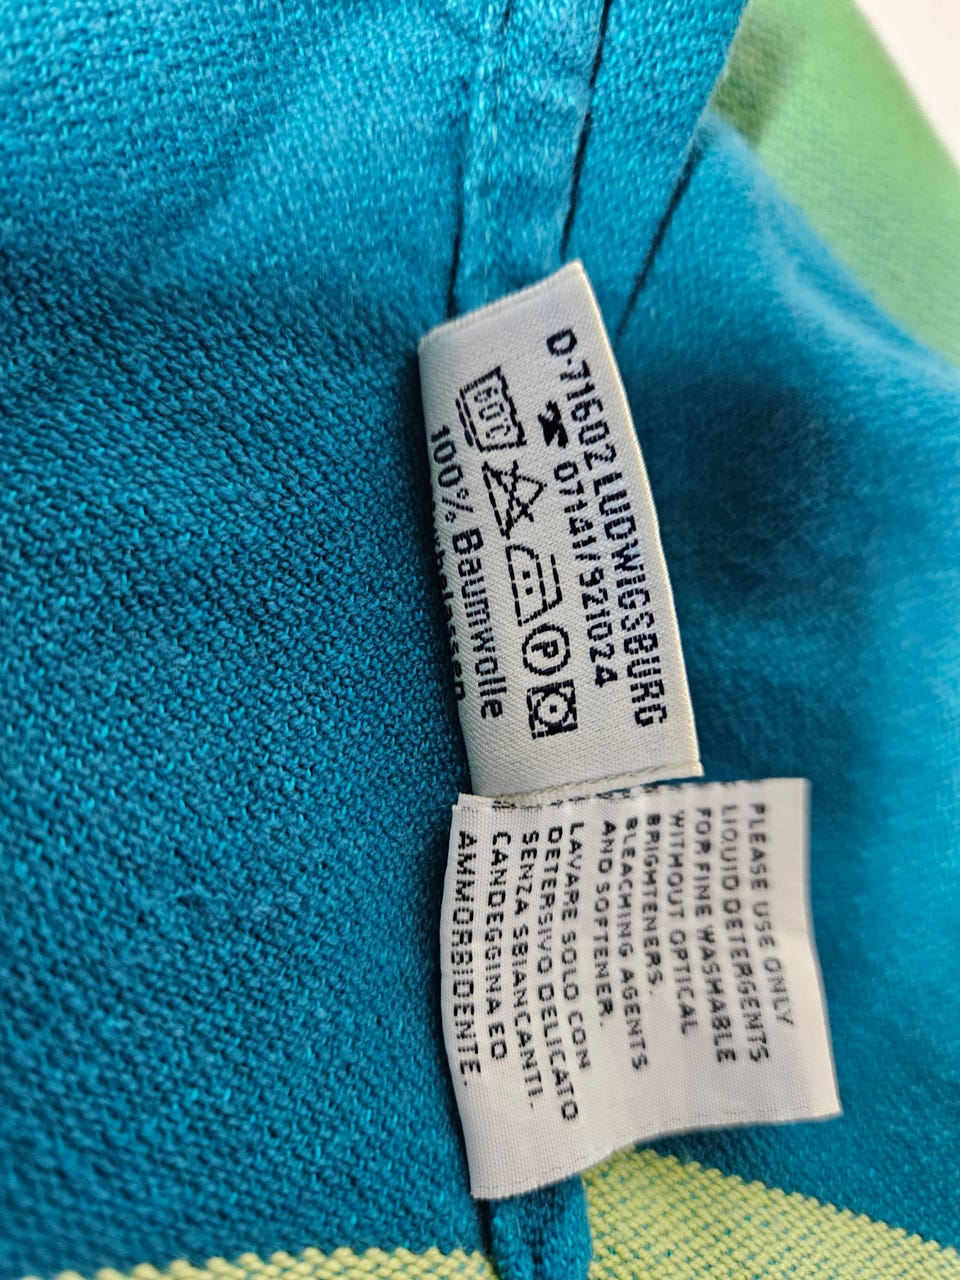 D-71602 LUDWIGSBURG
07141/921024
60C
P
100% Baumwolle
PLEASE USE ONLY
LIQUID DETERGENTS
FOR FINE WASHABLE
WITHOUT OPTICAL
BRIGHTENERS.
BLEACHING AGENTS
AND SOFTENER.
LAVARE SOLO CON
DETERSIVO DELICATO
SENZA SBIANCANTI.
CANDEGGINA ED
AMMORBIDENTE.